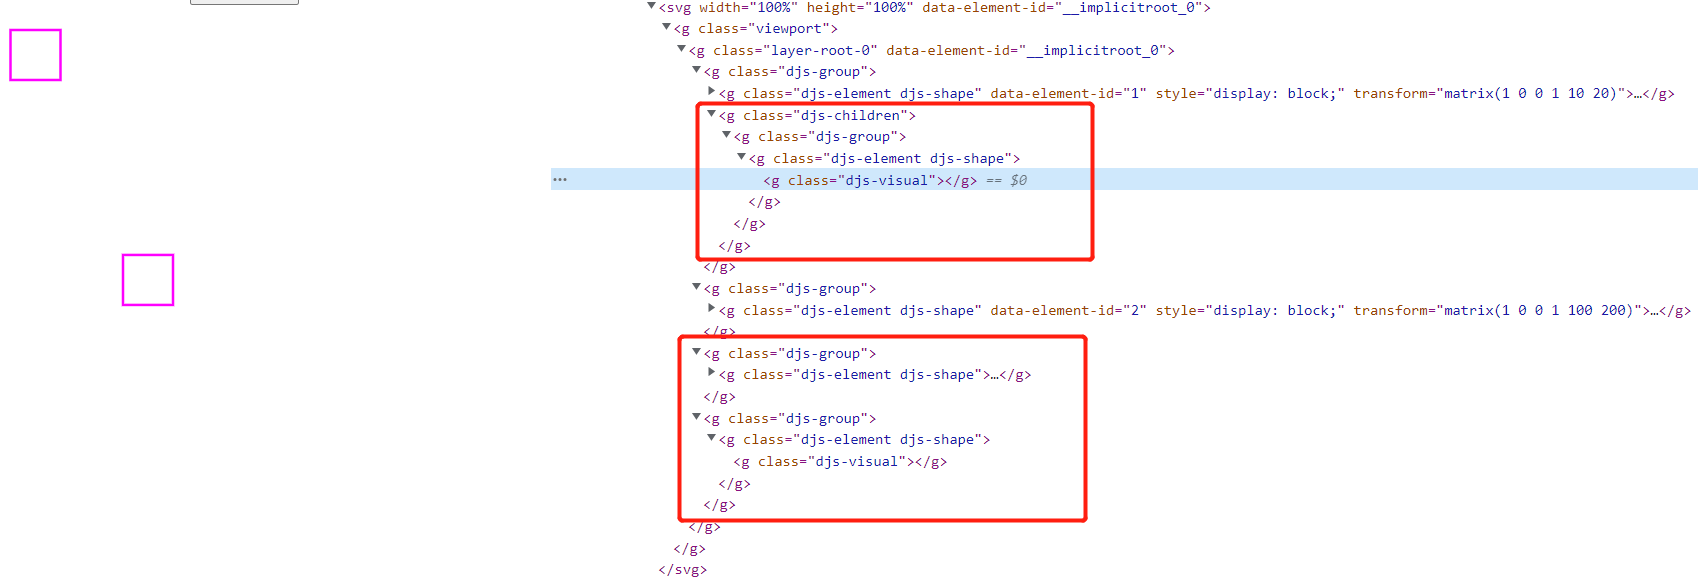 <svg width="100%" height="100%" data-element-id="__implicitroot_0">
<g class="viewport">
<g class="layer-root-0" data-element-id="__implicitroot_0">
<g class="djs-group">
<g class="djs-element djs-shape" data-element-id="1" style="display: block;" transform="matrix(1 0 0 1 10 20)">…</g>
<g class="djs-children">
<g class="djs-group">
<g class="djs-element djs-shape">
<g class="djs-visual"></g> == $0
</g>
</g>
</g>
</g>
<g class="djs-group">
<g class="djs-element djs-shape" data-element-id="2" style="display: block;" transform="matrix(1 0 0 1 100 200)">…</g>
</g>
<g class="djs-group">
<g class="djs-element djs-shape">…</g>
</g>
<g class="djs-group">
<g class="djs-element djs-shape">
<g class="djs-visual"></g>
</g>
</g>
</g>
</g>
</svg>